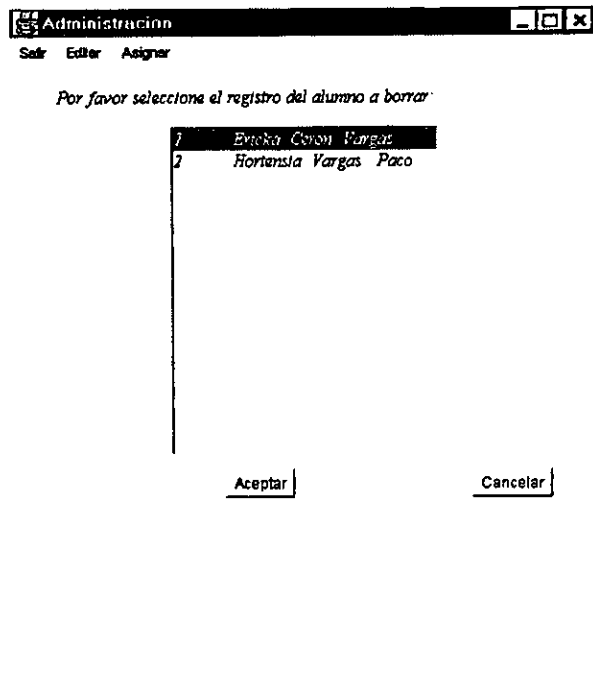 Administracion
Salir Editar Asignar
Por favor seleccione el registro del alumno a borrar
1 Ericka Ceron Vargas
2 Hortensia Vargas Paco
Aceptar Cancelar